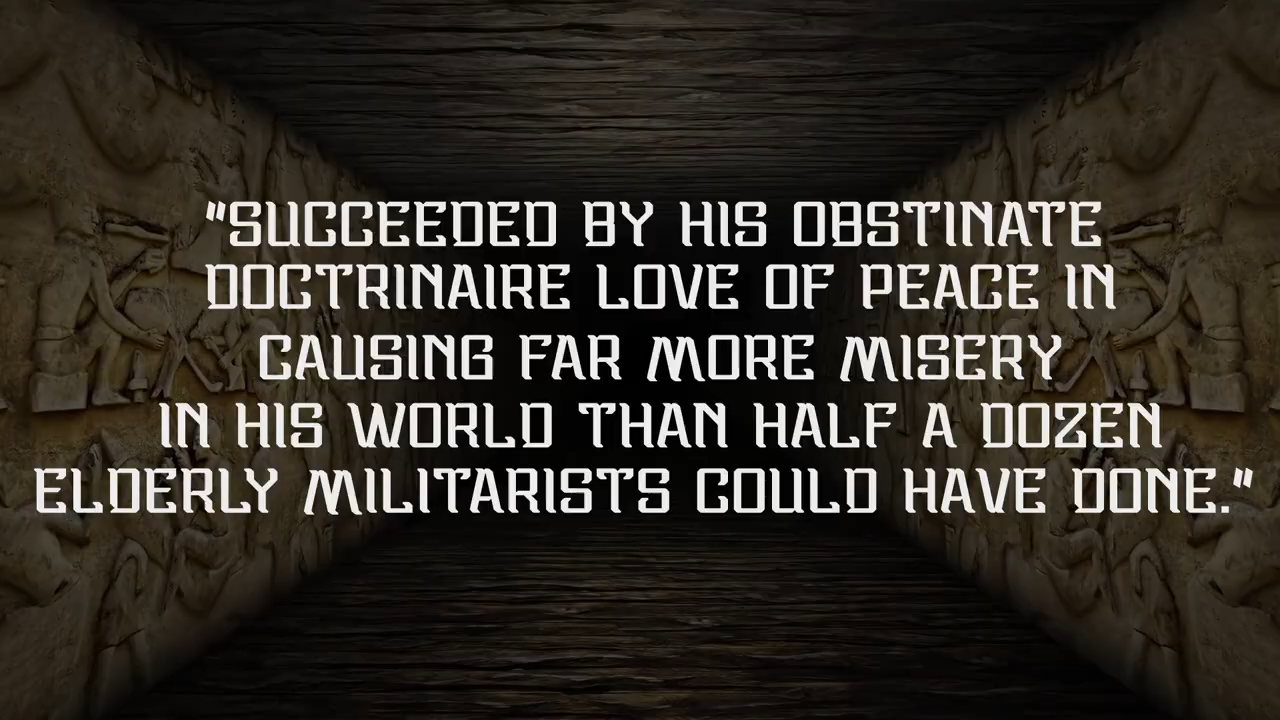 "SUCCEEDED BY HIS OBSTINATE
DOCTRINAIRE LOVE OF PEACE IN
CAUSING FAR MORE MISERY
IN HIS WORLD THAN HALF A DOZEN
ELDERLY MILITARISTS COULD HAVE DONE."